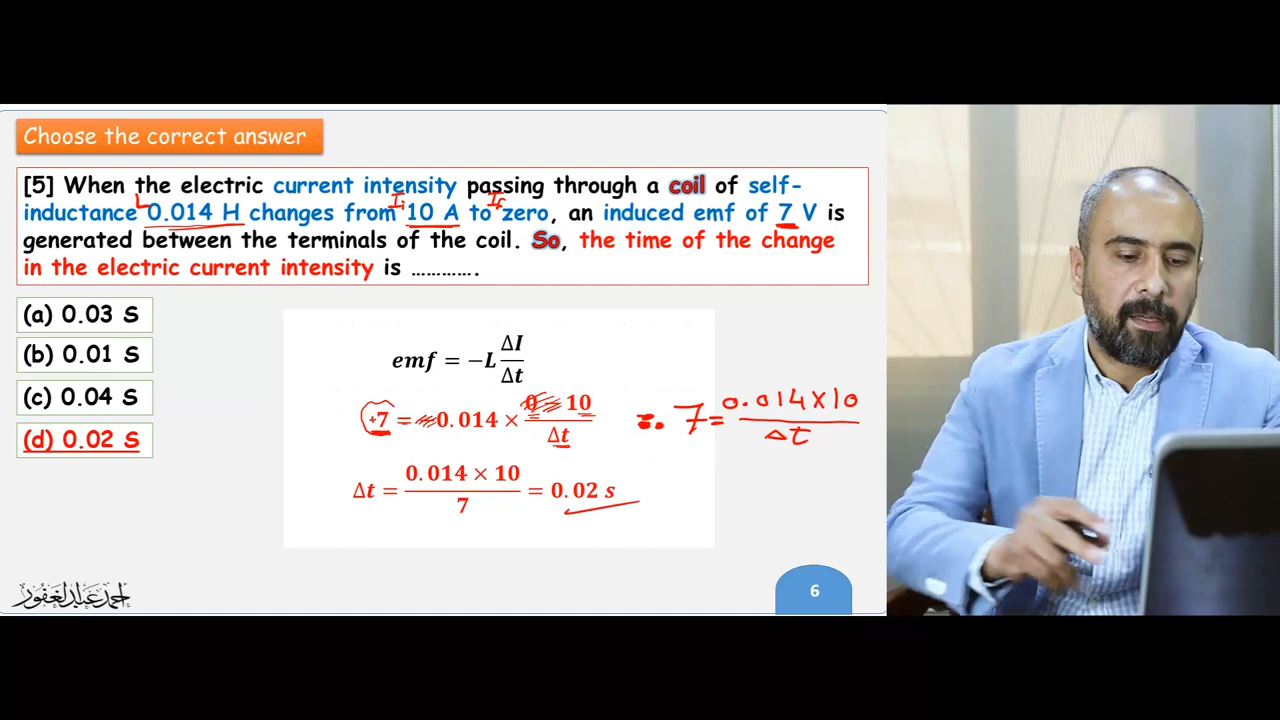 Choose the correct answer
[5] When the electric current intensity passing through a coil of self-
inductance 0.014 H changes from 10 A to zero, an induced emf of 7 V is
generated between the terminals of the coil. So, the time of the change
in the electric current intensity is ………….
L
Iᵢ
I_f
(a) 0.03 S
(b) 0.01 S
(c) 0.04 S
(d) 0.02 S
emf = −L ΔI/Δt
+7 = −0.014 × (0 − 10)/Δt
∴ 7 = (0.014 × 10)/Δt
Δt = (0.014 × 10)/7 = 0.02 s
احمد عبد الغفور
6